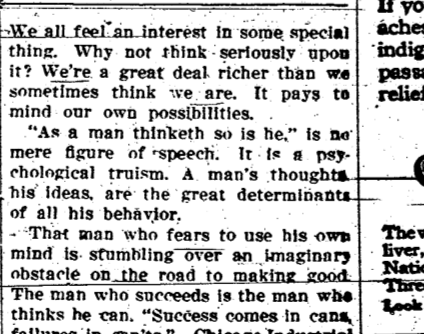 We all feel an interest in some special
thing. Why not think seriously upon
it? We're a great deal richer than we
sometimes think we are. It pays to
mind our own possibilities.
"As a man thinketh so is he," is no
mere figure of speech. It is a psy-
chological truism. A man's thoughts,
his ideas, are the great determinants
of all his behavior.
That man who fears to use his own
mind is stumbling over an imaginary
obstacle on the road to making good.
The man who succeeds is the man who
thinks he can. "Success comes in cans,
failures in
If yo
aches
indig
passa
relief
The v
liver,
Natio
Three
Look